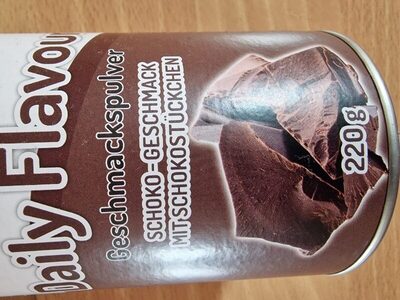 Daily Flavou
Geschmackspulver
SCHOKO-GESCHMACK
MIT SCHOKOSTÜCKCHEN
220 g